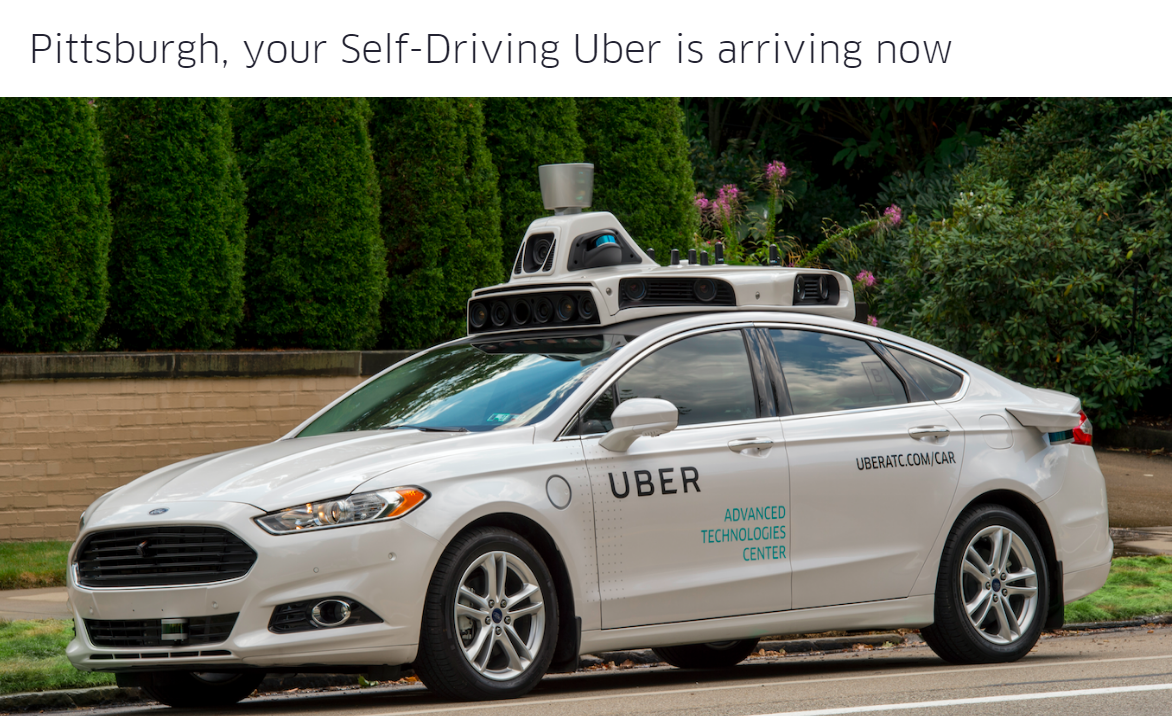 Pittsburgh, your Self-Driving Uber is arriving now
UBER
ADVANCED
TECHNOLOGIES
CENTER
UBERATC.COM/CAR